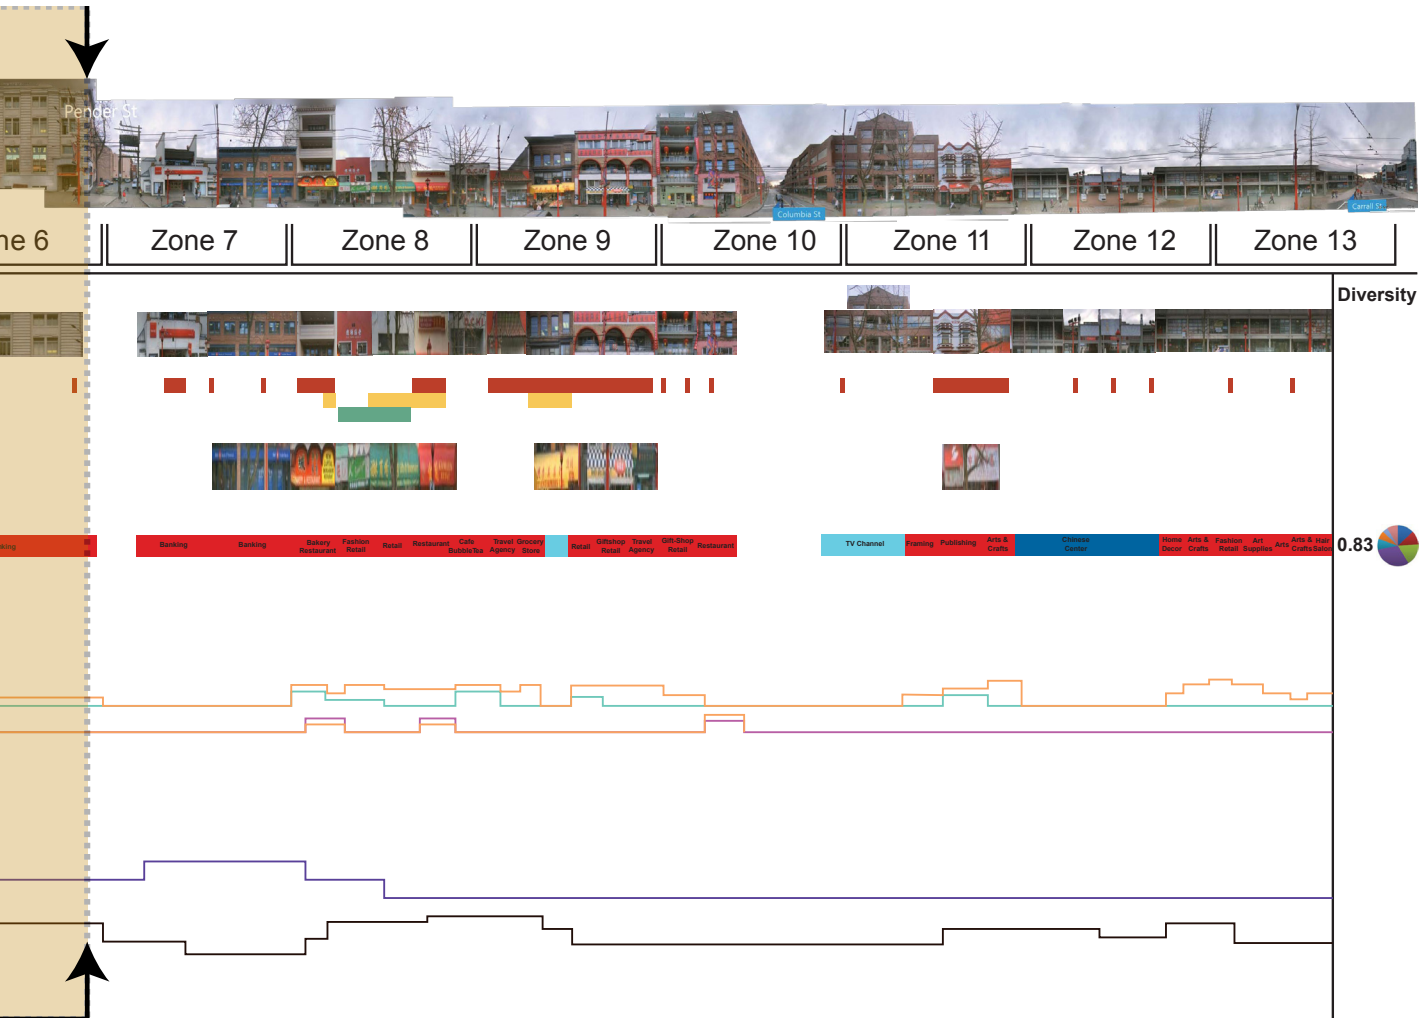 Pender St
Columbia St
Carrall St
ne 6
Zone 7
Zone 8
Zone 9
Zone 10
Zone 11
Zone 12
Zone 13
Diversity
king
Banking
Banking
Bakery
Restaurant
Fashion
Retail
Retail
Restaurant
Cafe
BubbleTea
Travel
Agency
Grocery
Store
Retail
Giftshop
Retail
Travel
Agency
Gift-Shop
Retail
Restaurant
TV Channel
Framing
Publishing
Arts &
Crafts
Chinese
Center
Home
Decor
Arts &
Crafts
Fashion
Retail
Art
Supplies
Arts
Arts &
Crafts
Hair
Salon
0.83